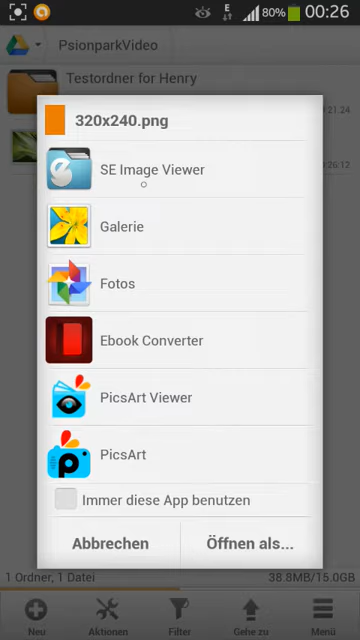 E 80% 00:26
PsionparkVideo
Testordner for Henry
21.24
320x240.png
26:12
SE Image Viewer
Galerie
Fotos
Ebook Converter
PicsArt Viewer
PicsArt
Immer diese App benutzen
Abbrechen Öffnen als...
1 Ordner, 1 Datei 38.8MB/15.0GB
Neu Aktionen Filter Gehe zu Menü